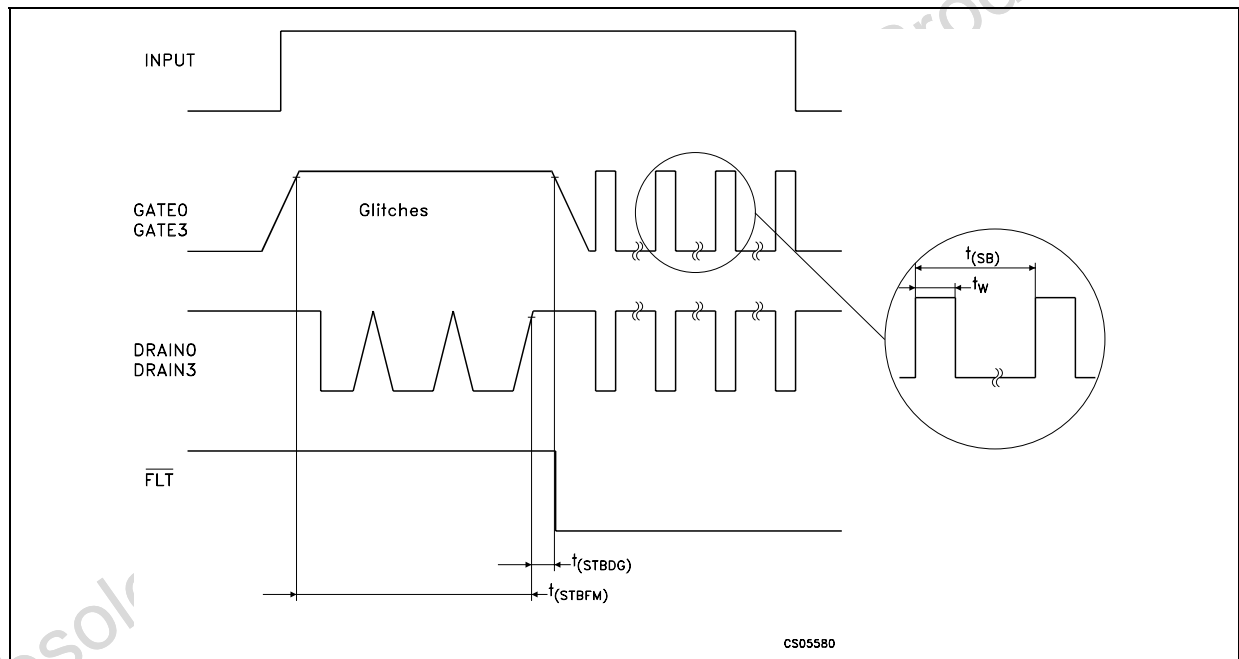 INPUT
GATE0
GATE3
Glitches
t(SB)
tW
DRAIN0
DRAIN3
FLT
t(STBDG)
t(STBFM)
CS05580